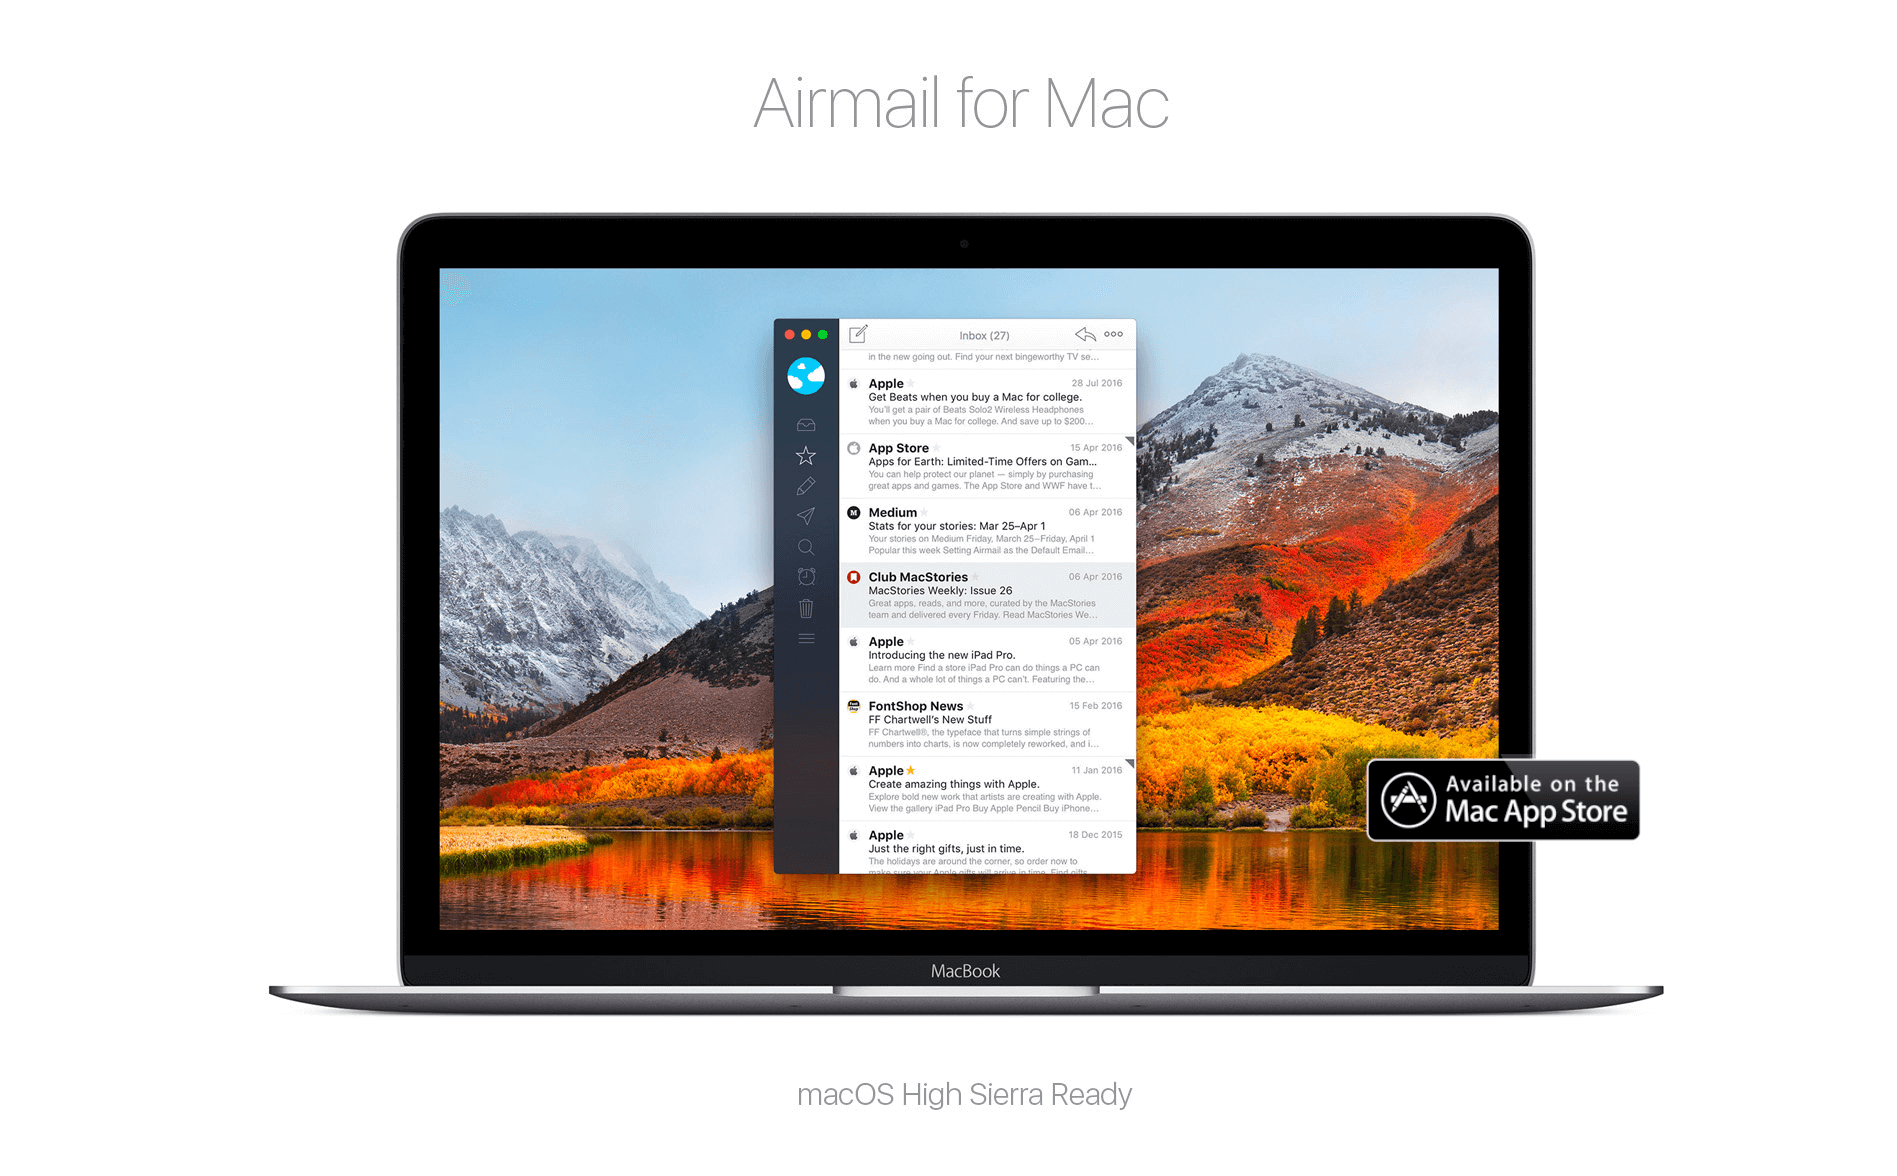 Airmail for Mac
Inbox (27)
in the new going out. Find your next bingeworthy TV se...
Apple
28 Jul 2016
Get Beats when you buy a Mac for college.
You'll get a pair of Beats Solo2 Wireless Headphones
when you buy a Mac for college. And save up to $200...
App Store
15 Apr 2016
Apps for Earth: Limited-Time Offers on Gam...
You can help protect our planet — simply by purchasing
great apps and games. The App Store and WWF have t...
M
Medium
06 Apr 2016
Stats for your stories: Mar 25–Apr 1
Your stories on Medium Friday, March 25–Friday, April 1
Popular this week Setting Airmail as the Default Email...
Club MacStories
06 Apr 2016
MacStories Weekly: Issue 26
Great apps, reads, and more, curated by the MacStories
team and delivered every Friday. Read MacStories We...
Apple
05 Apr 2016
Introducing the new iPad Pro.
Learn more Find a store iPad Pro can do things a PC can
do. And a whole lot of things a PC can't. Featuring the...
FontShop News
15 Feb 2016
FF Chartwell's New Stuff
FF Chartwell®, the typeface that turns simple strings of
numbers into charts, is now completely reworked, and i...
Apple
11 Jan 2016
Create amazing things with Apple.
Explore bold new work that artists are creating with Apple.
View the gallery iPad Pro Buy Apple Pencil Buy iPhone...
Apple
18 Dec 2015
Just the right gifts, just in time.
The holidays are around the corner, so order now to
make sure your Apple gifts will arrive in time. Find gifts
Available on the
Mac App Store
MacBook
macOS High Sierra Ready